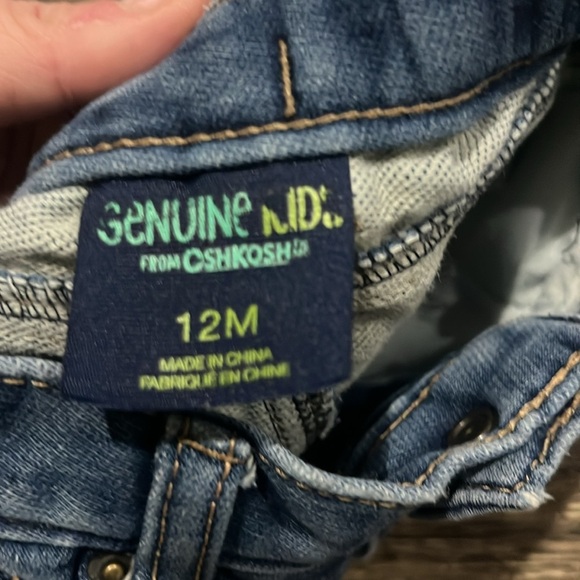 GENUINE KIDS
FROM OSHKOSH
12M
MADE IN CHINA
FABRIQUÉ EN CHINE